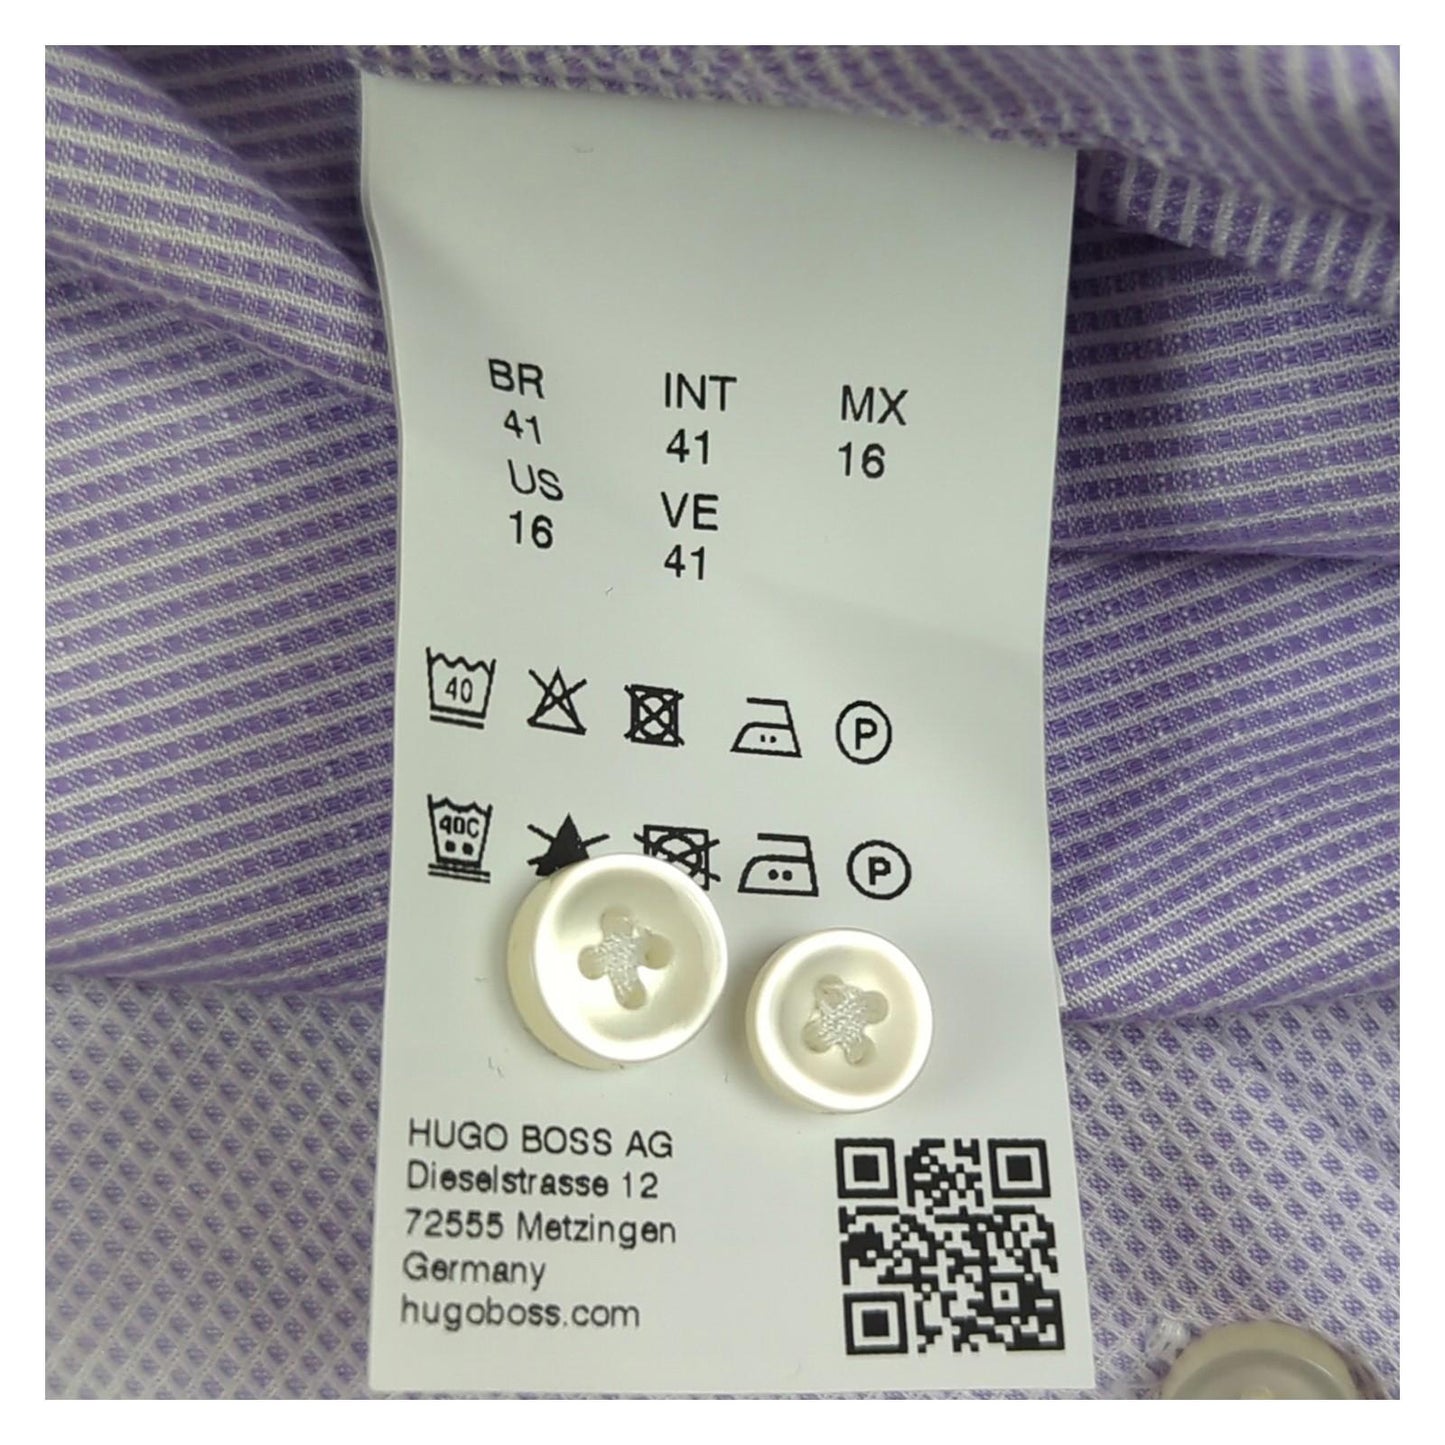 BR INT MX
41 41 16
US VE
16 41
40
P
40C
P
HUGO BOSS AG
Dieselstrasse 12
72555 Metzingen
Germany
hugoboss.com